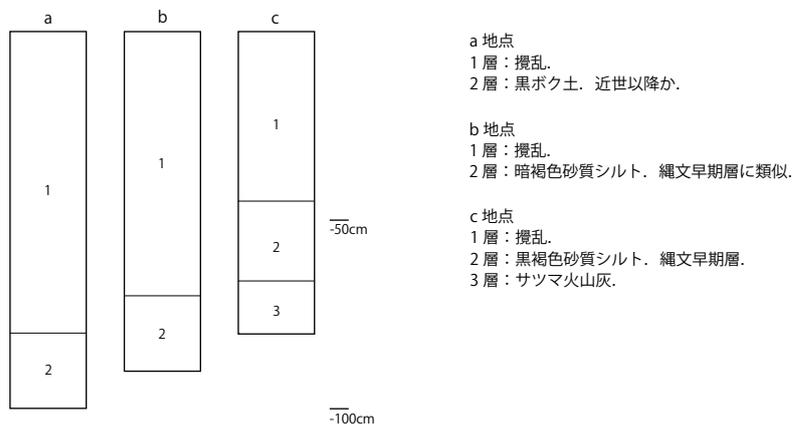 a
b
c
1
2
1
2
1
2
3
-50cm
-100cm
a 地点
1 層：攪乱．
2 層：黒ボク土．近世以降か．
b 地点
1 層：攪乱．
2 層：暗褐色砂質シルト．縄文早期層に類似．
c 地点
1 層：攪乱．
2 層：黒褐色砂質シルト．縄文早期層．
3 層：サツマ火山灰．